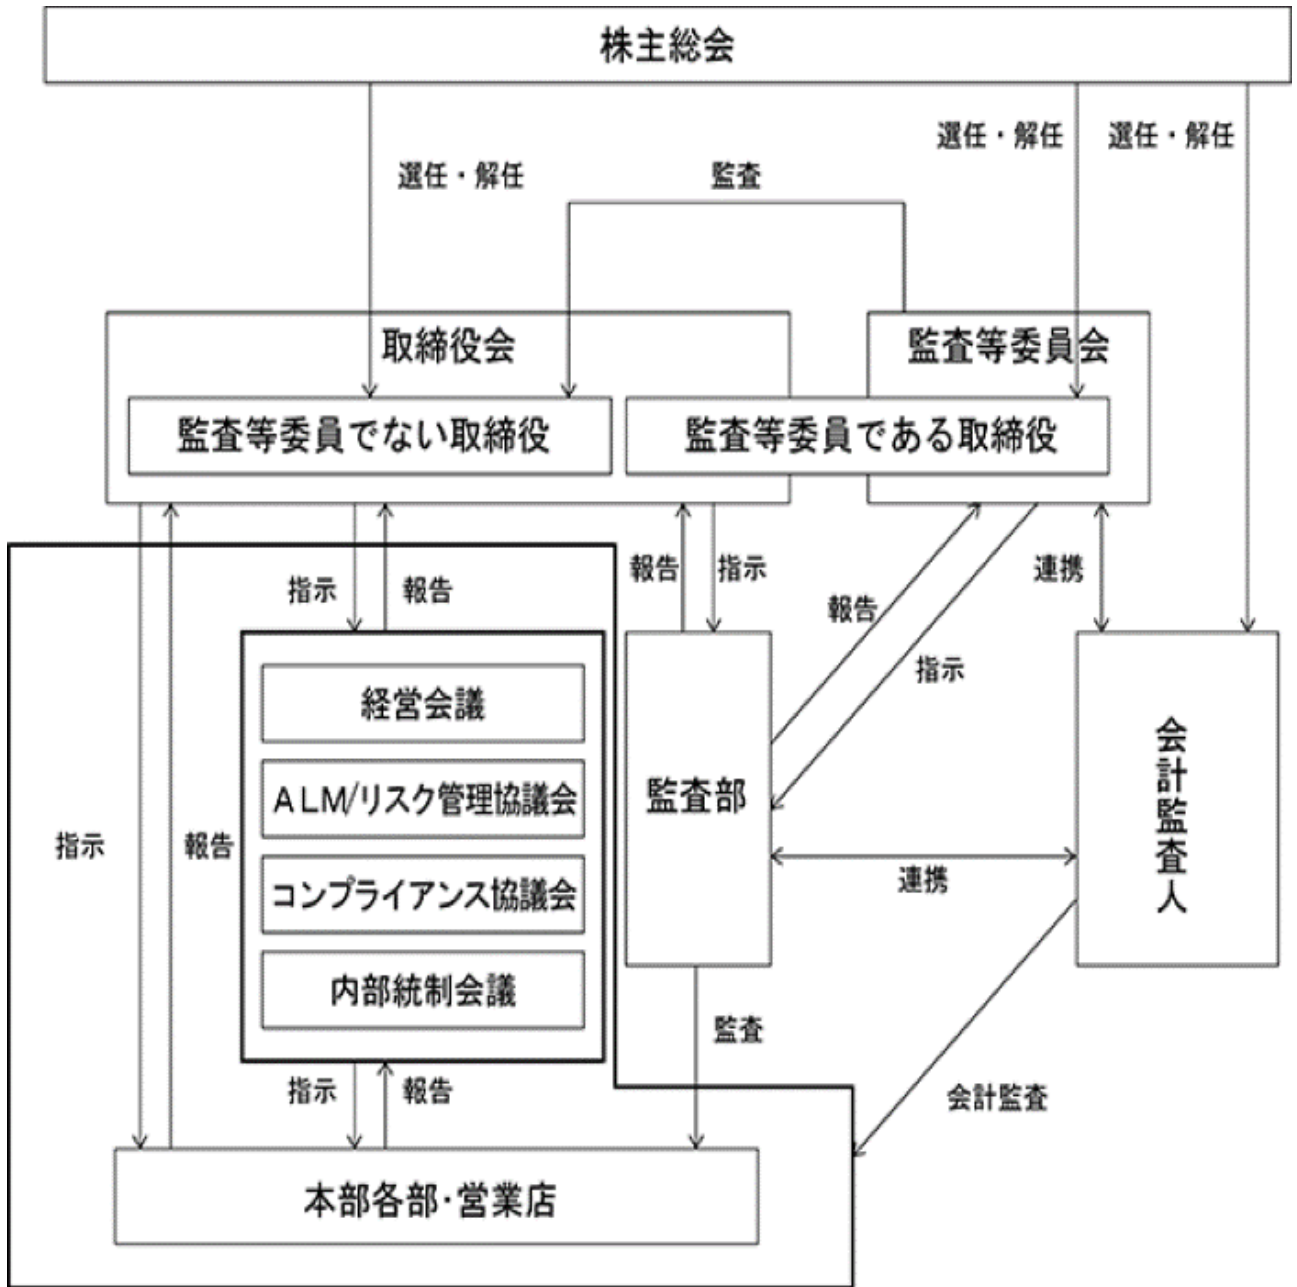 株主総会
選任・解任
選任・解任
選任・解任
監査
取締役会
監査等委員会
監査等委員でない取締役
監査等委員である取締役
指示
報告
報告
指示
連携
報告
指示
経営会議
ALM/リスク管理協議会
コンプライアンス協議会
内部統制会議
監査部
会計監査人
指示
報告
連携
監査
指示
報告
会計監査
本部各部・営業店